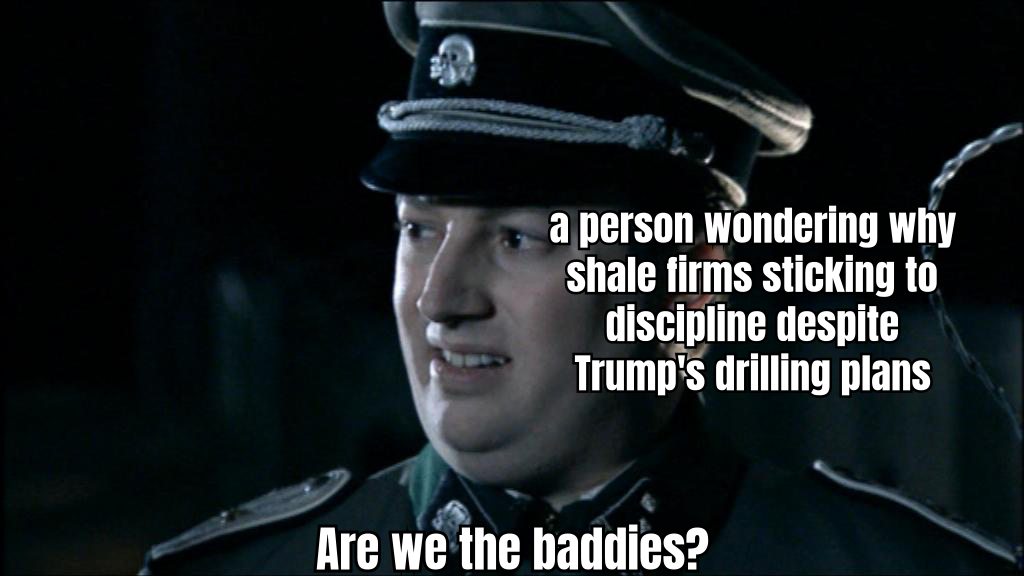 a person wondering why
shale firms sticking to
discipline despite
Trump's drilling plans
Are we the baddies?